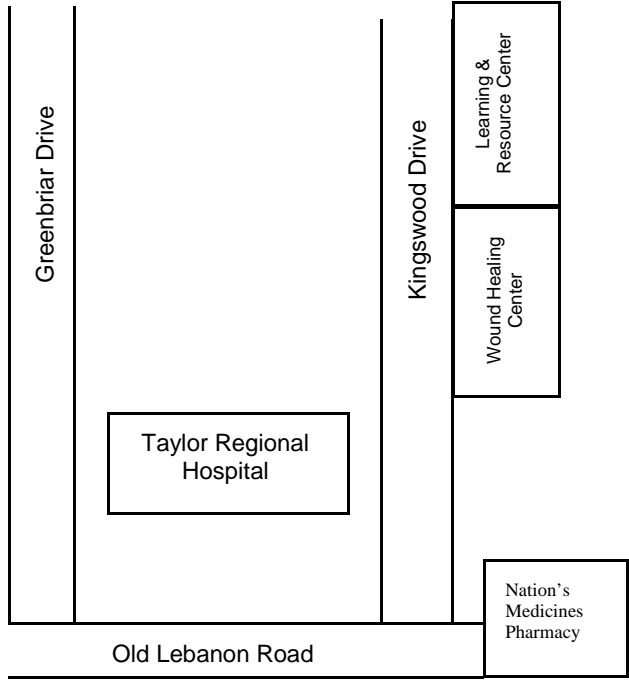 Greenbriar Drive
Kingswood Drive
Learning &
Resource Center
Wound Healing
Center
Taylor Regional
Hospital
Nation's
Medicines
Pharmacy
Old Lebanon Road